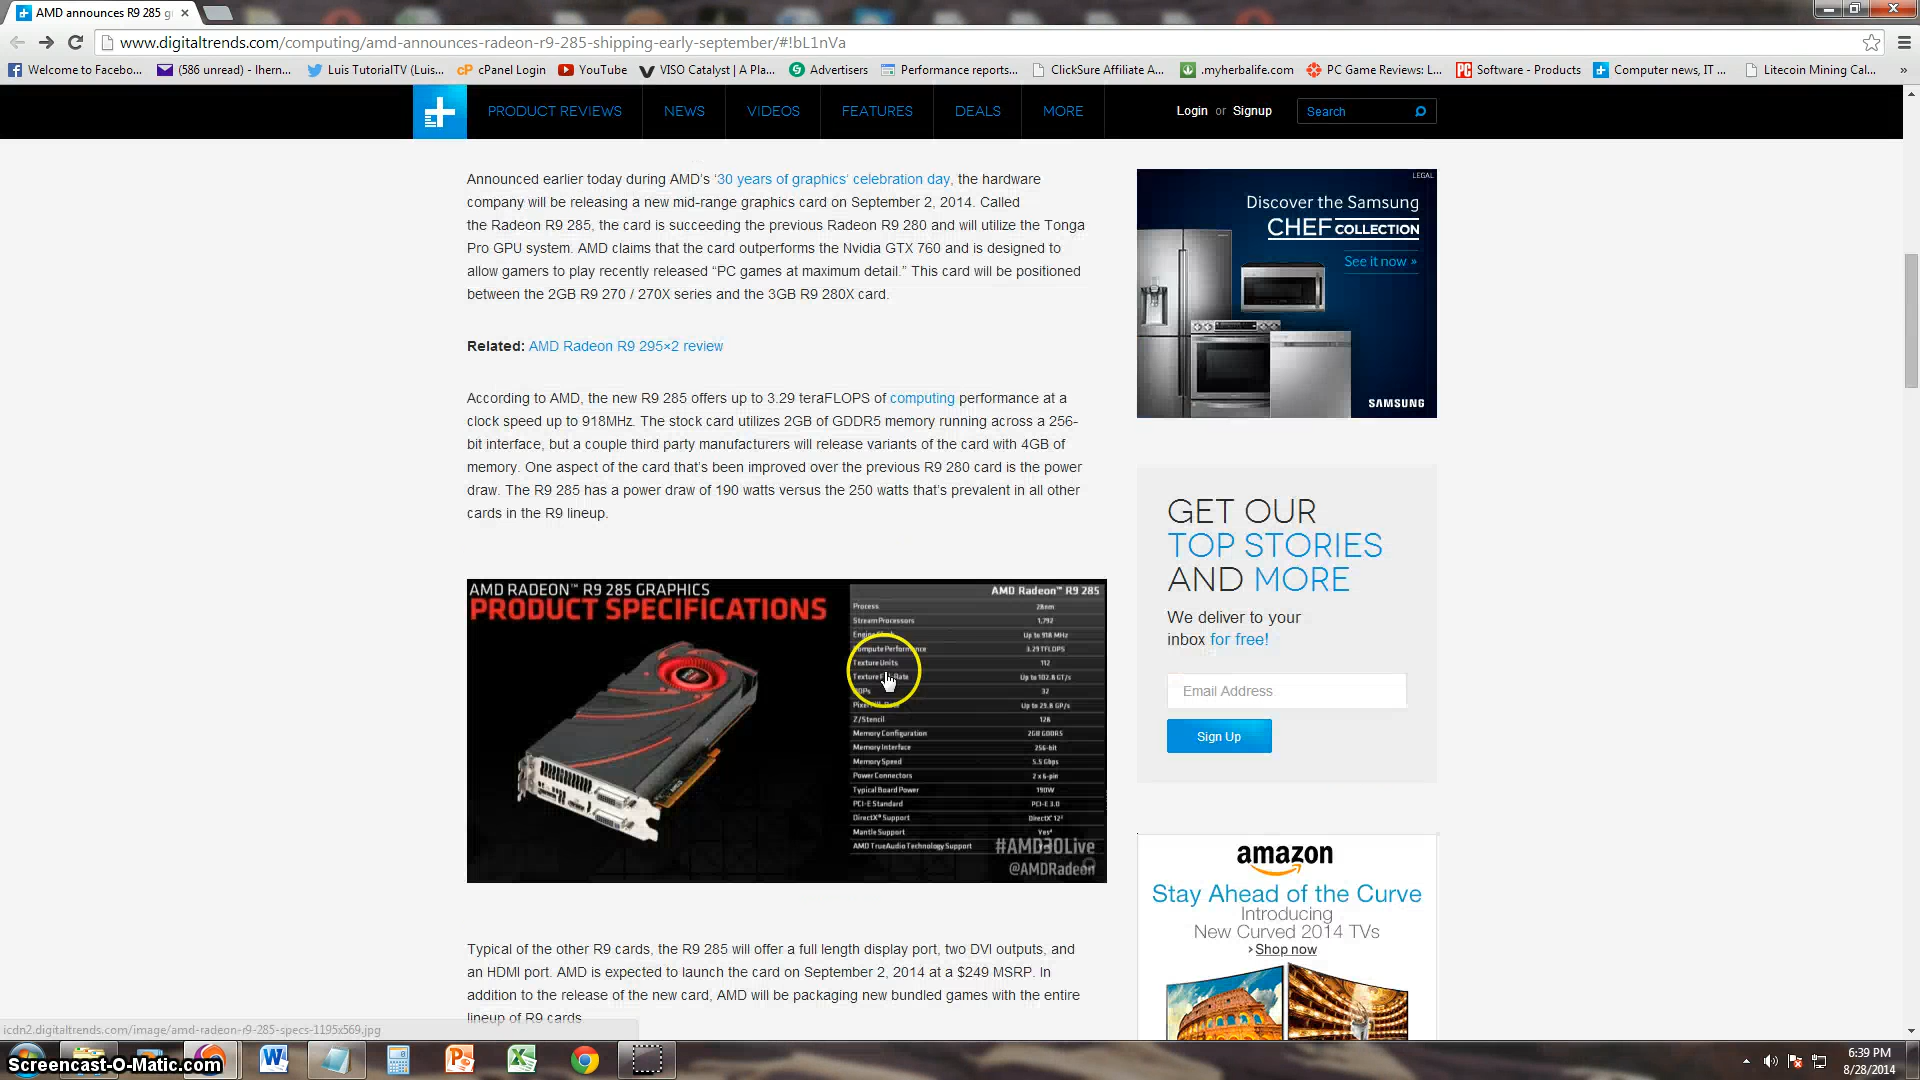 AMD announces R9 285 g
www.digitaltrends.com/computing/amd-announces-radeon-r9-285-shipping-early-september/#!bL1nVa
Welcome to Facebo... (586 unread) - lhern... Luis TutorialTV (Luis... cPanel Login YouTube VISO Catalyst | A Pla... Advertisers Performance reports... ClickSure Affiliate A... .myherbalife.com PC Game Reviews: L... Software - Products Computer news, IT ... Litecoin Mining Cal... »
PRODUCT REVIEWS NEWS VIDEOS FEATURES DEALS MORE Login or Signup Search
Announced earlier today during AMD's '30 years of graphics' celebration day, the hardware
company will be releasing a new mid-range graphics card on September 2, 2014. Called
the Radeon R9 285, the card is succeeding the previous Radeon R9 280 and will utilize the Tonga
Pro GPU system. AMD claims that the card outperforms the Nvidia GTX 760 and is designed to
allow gamers to play recently released “PC games at maximum detail.” This card will be positioned
between the 2GB R9 270 / 270X series and the 3GB R9 280X card.
Related: AMD Radeon R9 295×2 review
According to AMD, the new R9 285 offers up to 3.29 teraFLOPS of computing performance at a
clock speed up to 918MHz. The stock card utilizes 2GB of GDDR5 memory running across a 256-
bit interface, but a couple third party manufacturers will release variants of the card with 4GB of
memory. One aspect of the card that's been improved over the previous R9 280 card is the power
draw. The R9 285 has a power draw of 190 watts versus the 250 watts that's prevalent in all other
cards in the R9 lineup.
AMD RADEON™ R9 285 GRAPHICS
PRODUCT SPECIFICATIONS
AMD Radeon™ R9 285
Process 28nm
Stream Processors 1,792
Up to 918 MHz
Compute Performance 3.29 TFLOPS
Texture Units 112
Texture Rate Up to 102.8 GT/s
32
Up to 29.8 GP/s
Z/Stencil 128
Memory Configuration 2GB GDDR5
Memory Interface 256-bit
Memory Speed 5.5 Gbps
Power Connectors 2 x 6-pin
Typical Board Power 190W
PCI-E Standard PCI-E 3.0
DirectX® Support DirectX 12
Mantle Support Yes
AMD TrueAudio Technology Support
#AMD30Live
@AMDRadeon
Typical of the other R9 cards, the R9 285 will offer a full length display port, two DVI outputs, and
an HDMI port. AMD is expected to launch the card on September 2, 2014 at a $249 MSRP. In
addition to the release of the new card, AMD will be packaging new bundled games with the entire
lineup of R9 cards
LEGAL
Discover the Samsung
CHEF COLLECTION
See it now »
SAMSUNG
GET OUR
TOP STORIES
AND MORE
We deliver to your
inbox for free!
Email Address
Sign Up
amazon
Stay Ahead of the Curve
Introducing
New Curved 2014 TVs
›Shop now
icdn2.digitaltrends.com/image/amd-radeon-r9-285-specs-1195x569.jpg
Screencast-O-Matic.com
6:39 PM
8/28/2014